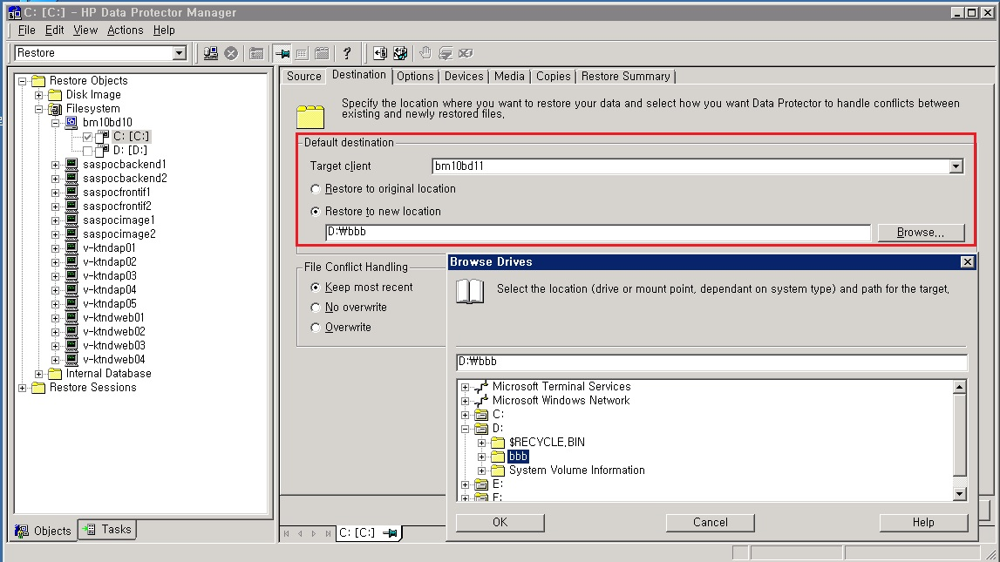 C: [C:] - HP Data Protector Manager
File Edit View Actions Help
Restore
Restore Objects
Disk Image
Filesystem
bm10bd10
C: [C:]
D: [D:]
saspocbackend1
saspocbackend2
saspocfrontif1
saspocfrontif2
saspocimage1
saspocimage2
v-ktndap01
v-ktndap02
v-ktndap03
v-ktndap04
v-ktndap05
v-ktndweb01
v-ktndweb02
v-ktndweb03
v-ktndweb04
Internal Database
Restore Sessions
Objects Tasks
Source Destination Options Devices Media Copies Restore Summary
Specify the location where you want to restore your data and select how you want Data Protector to handle conflicts between
existing and newly restored files.
Default destination
Target client bm10bd11
Restore to original location
Restore to new location
D:₩bbb Browse...
File Conflict Handling
Keep most recent
No overwrite
Overwrite
Browse Drives
Select the location (drive or mount point, dependant on system type) and path for the target.
D:₩bbb
Microsoft Terminal Services
Microsoft Windows Network
C:
D:
$RECYCLE.BIN
bbb
System Volume Information
E:
F:
OK Cancel Help
C: [C:]